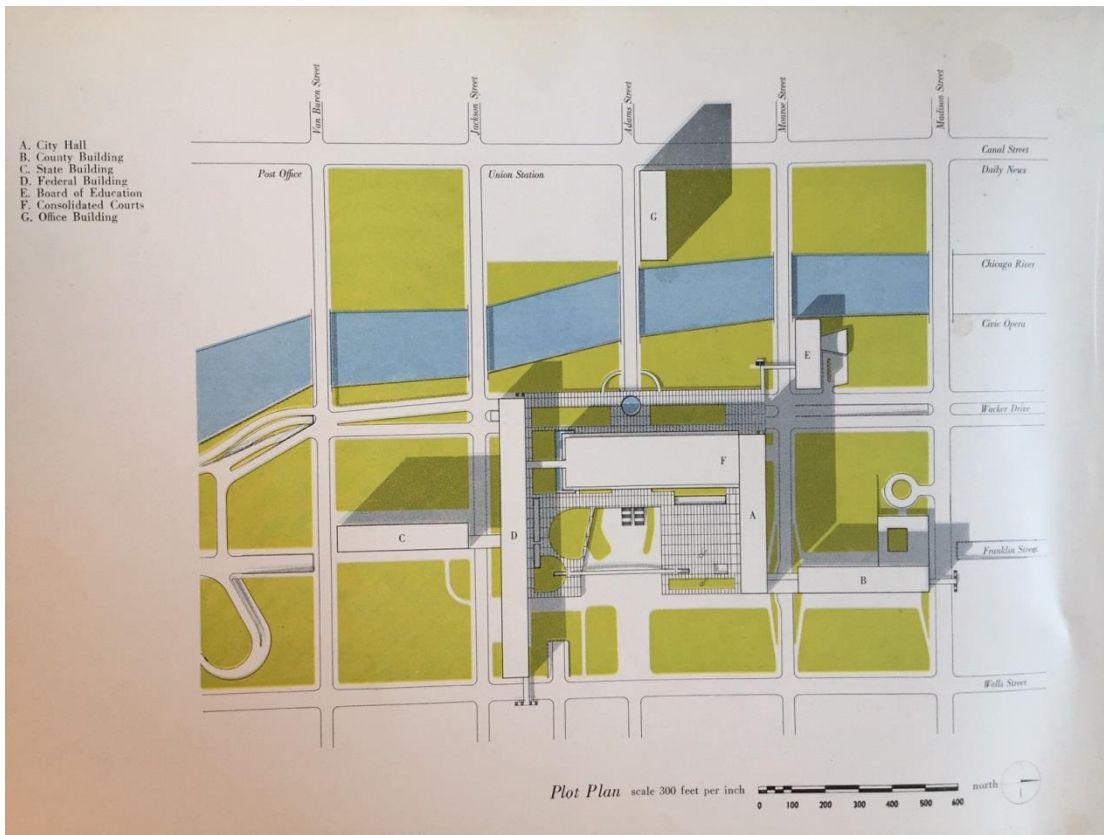 Van Buren Street
Jackson Street
Adams Street
Monroe Street
Madison Street
A. City Hall
B. County Building
C. State Building
D. Federal Building
E. Board of Education
F. Consolidated Courts
G. Office Building
Canal Street
Post Office
Union Station
Daily News
G
Chicago River
Civic Opera
E
Wacker Drive
F
A
D
C
Franklin Street
B
Wells Street
Plot Plan scale 300 feet per inch
0 100 200 300 400 500 600
north